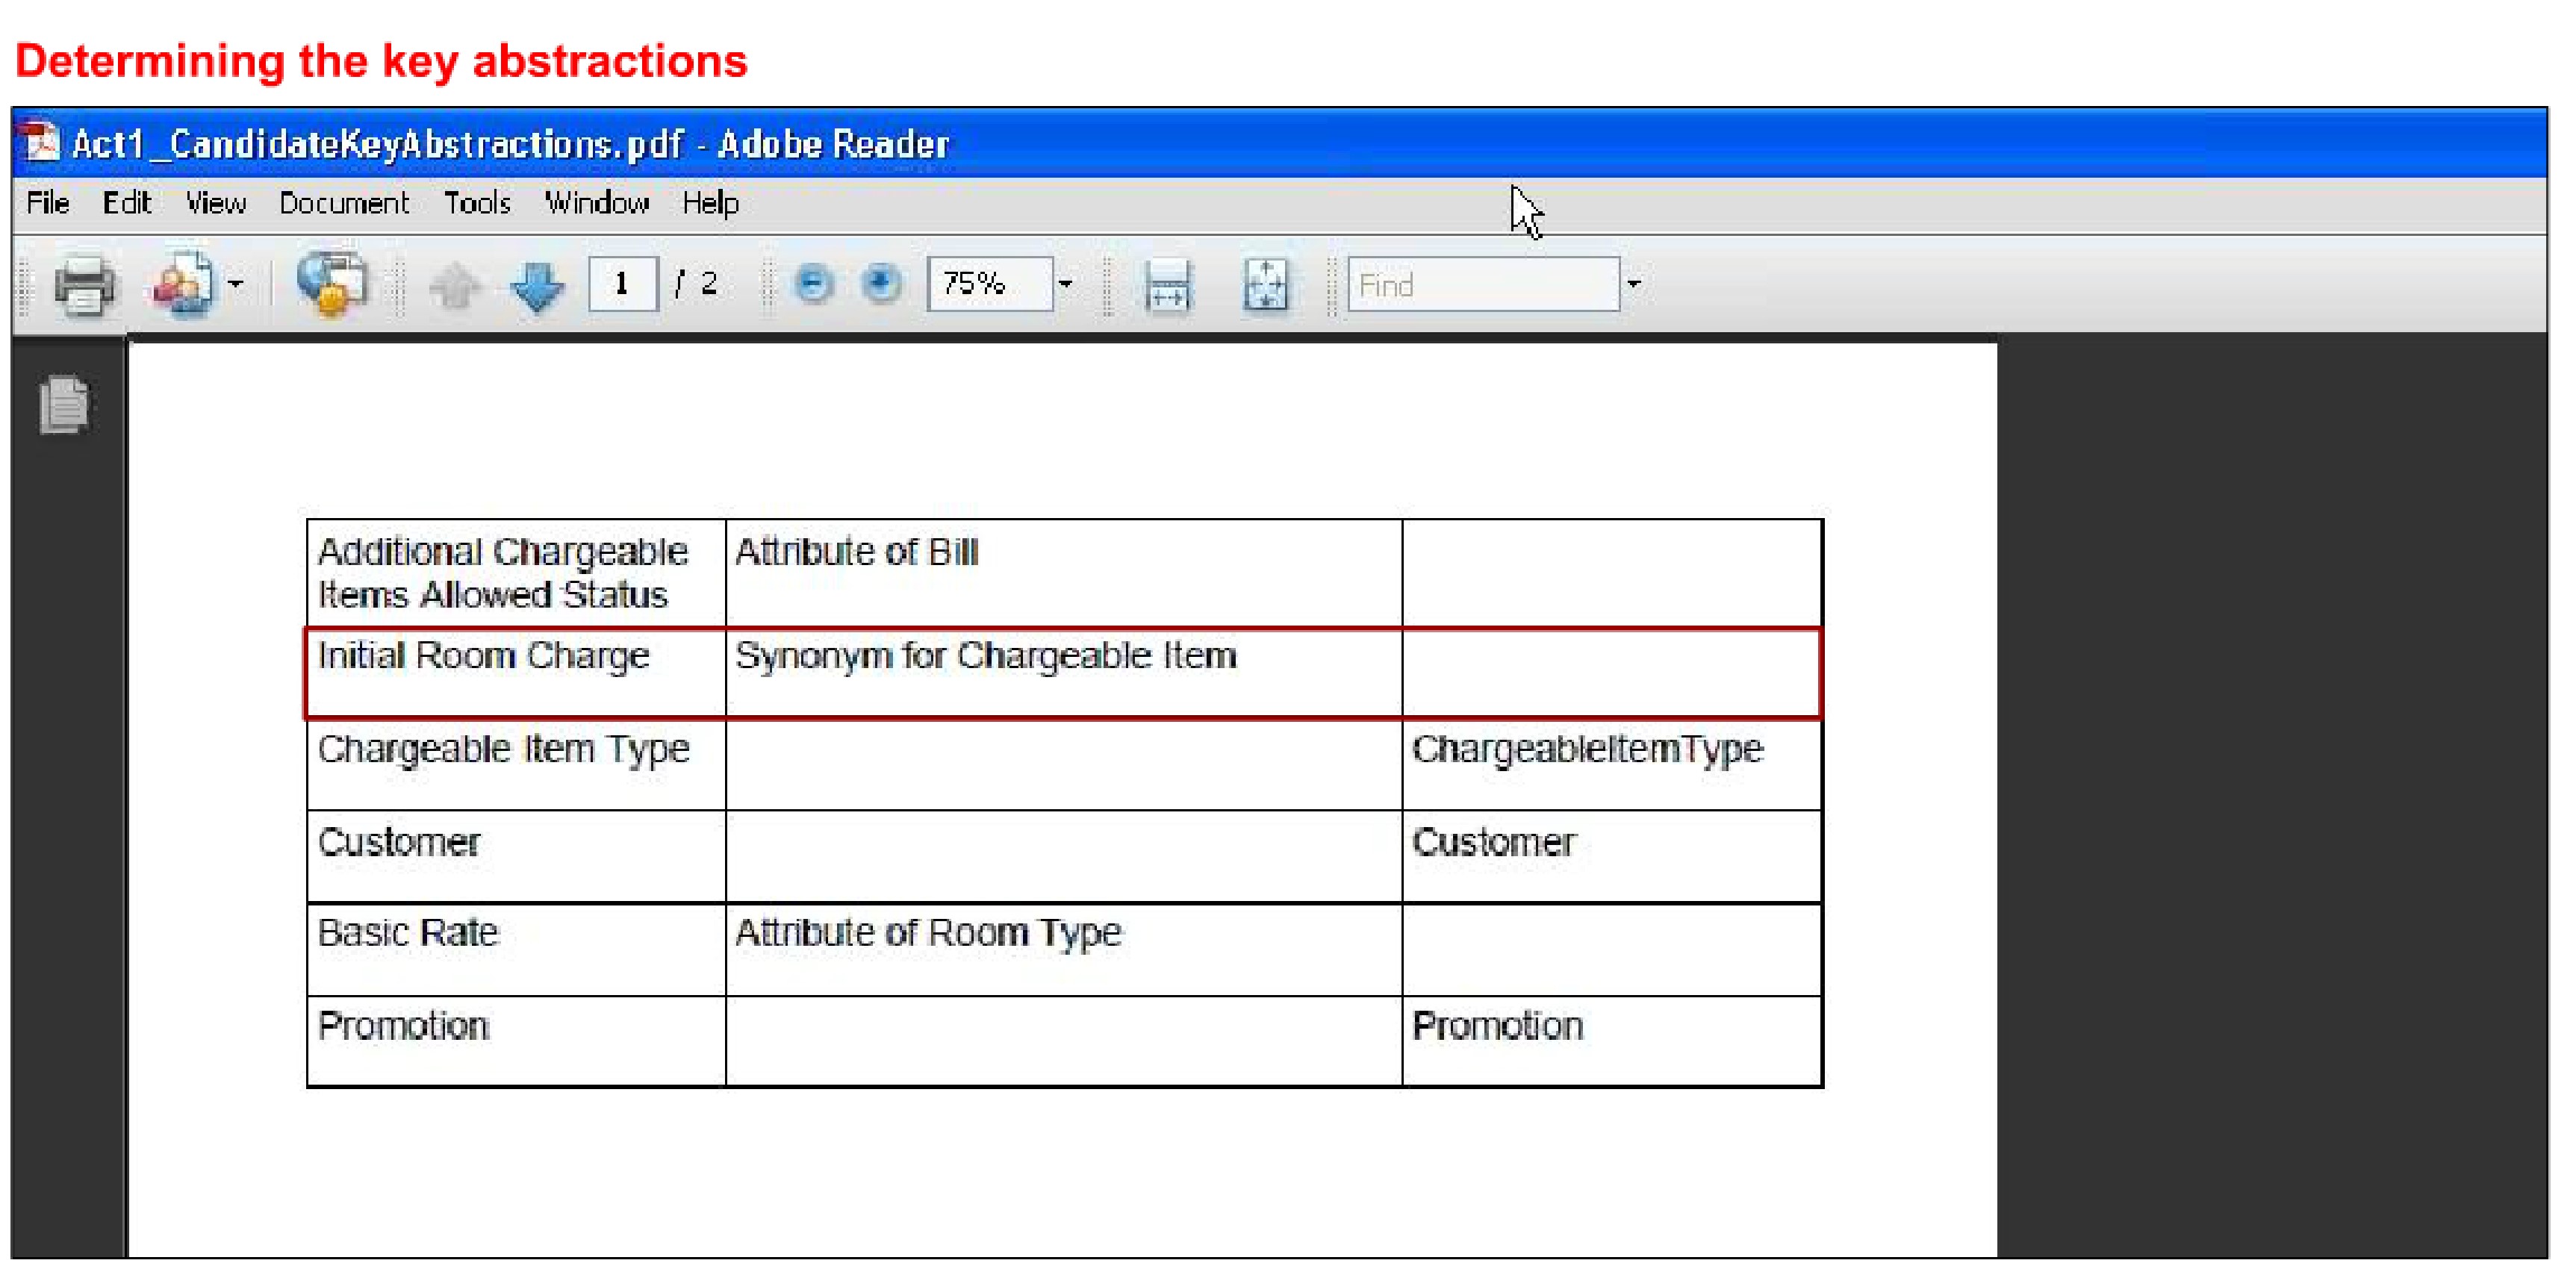 Determining the key abstractions
Act1_CandidateKeyAbstractions.pdf - Adobe Reader
File Edit View Document Tools Window Help
1 / 2 75% Find
Additional Chargeable Attribute of Bill
Items Allowed Status
Initial Room Charge Synonym for Chargeable Item
Chargeable Item Type ChargeableItemType
Customer Customer
Basic Rate Attribute of Room Type
Promotion Promotion